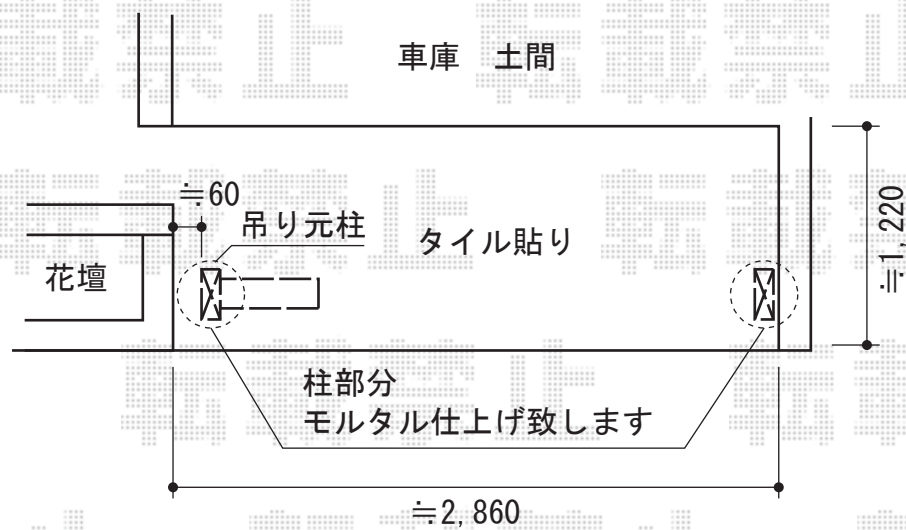 車庫 土間
≒60
吊り元柱
タイル貼り
花壇
≒1,220
柱部分
モルタル仕上げ致します
≒2,860